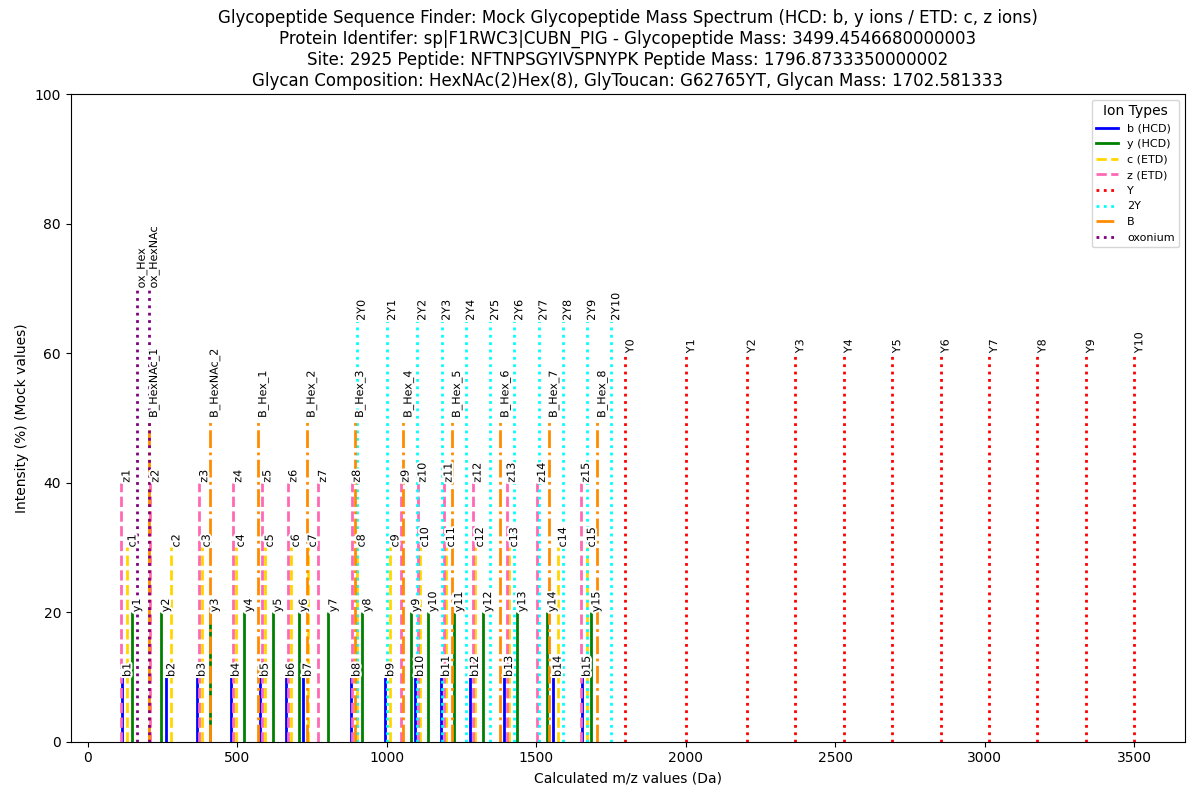 Glycopeptide Sequence Finder: Mock Glycopeptide Mass Spectrum (HCD: b, y ions / ETD: c, z ions)
Protein Identifer: sp|F1RWC3|CUBN_PIG - Glycopeptide Mass: 3499.4546680000003
Site: 2925 Peptide: NFTNPSGYIVSPNYPK Peptide Mass: 1796.8733350000002
Glycan Composition: HexNAc(2)Hex(8), GlyToucan: G62765YT, Glycan Mass: 1702.581333
Intensity (%) (Mock values)
100
80
60
40
20
0
Ion Types
b (HCD)
y (HCD)
c (ETD)
z (ETD)
Y
2Y
B
oxonium
ox_Hex
ox_HexNAc
2Y0
2Y1
2Y2
2Y3
2Y4
2Y5
2Y6
2Y7
2Y8
2Y9
2Y10
Y0
Y1
Y2
Y3
Y4
Y5
Y6
Y7
Y8
Y9
Y10
B_HexNAc_1
B_HexNAc_2
B_Hex_1
B_Hex_2
B_Hex_3
B_Hex_4
B_Hex_5
B_Hex_6
B_Hex_7
B_Hex_8
z1
z2
z3
z4
z5
z6
z7
z8
z9
z10
z11
z12
z13
z14
z15
c1
c2
c3
c4
c5
c6
c7
c8
c9
c10
c11
c12
c13
c14
c15
y1
y2
y3
y4
y5
y6
y7
y8
y9
y10
y11
y12
y13
y14
y15
b1
b2
b3
b4
b5
b6
b7
b8
b9
b10
b11
b12
b13
b14
b15
0
500
1000
1500
2000
2500
3000
3500
Calculated m/z values (Da)